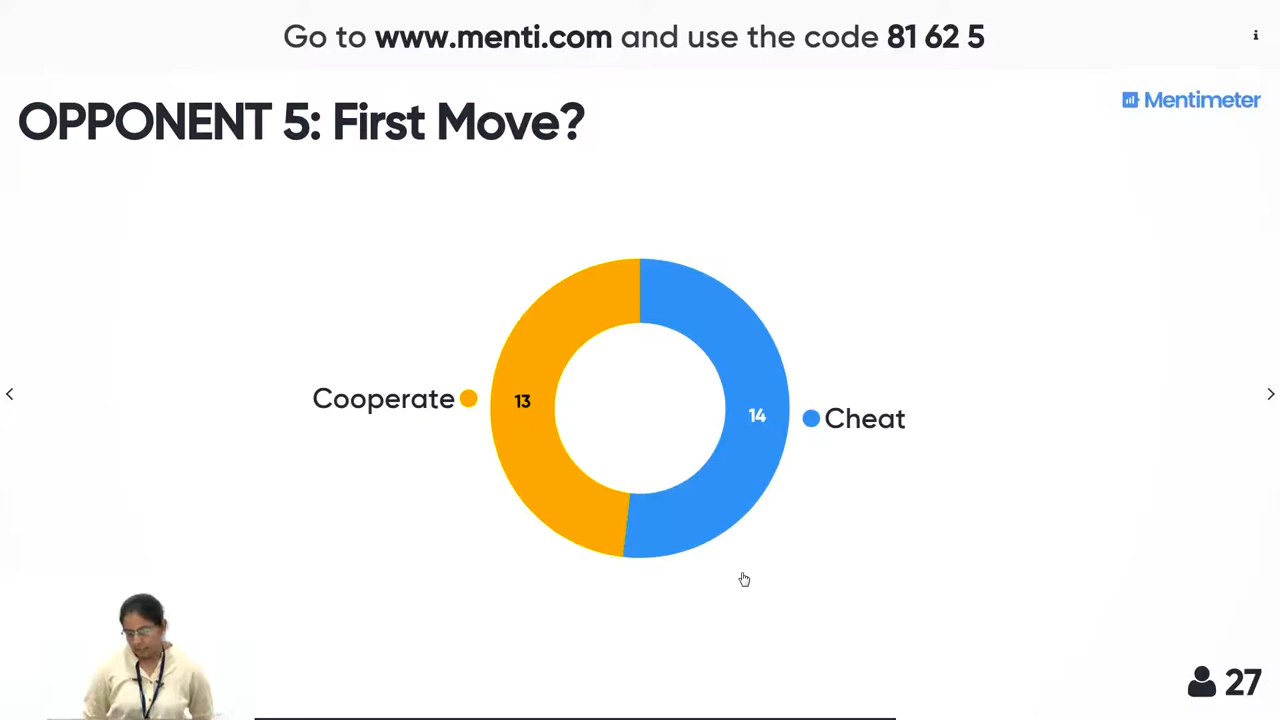 Go to www.menti.com and use the code 81 62 5
i
Mentimeter
OPPONENT 5: First Move?
Cooperate
13
14
Cheat
27